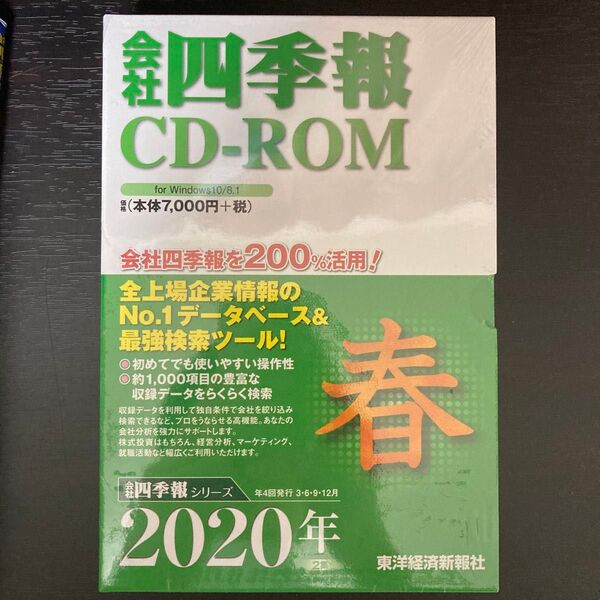 会社四季報
CD-ROM
for Windows10/8.1
価格(本体7,000円+税)
会社四季報を200%活用!
全上場企業情報の
No.1データベース&
最強検索ツール!
●初めてでも使いやすい操作性
●約1,000項目の豊富な
収録データをらくらく検索
収録データを利用して独自条件で会社を絞り込み
検索できるなど、プロをうならせる高機能。あなたの
会社分析を強力にサポートします。
株式投資はもちろん、経営分析、マーケティング、
就職活動など幅広くご利用いただけます。
春
会社四季報シリーズ
年4回発行 3・6・9・12月
2020年
2集
東洋経済新報社